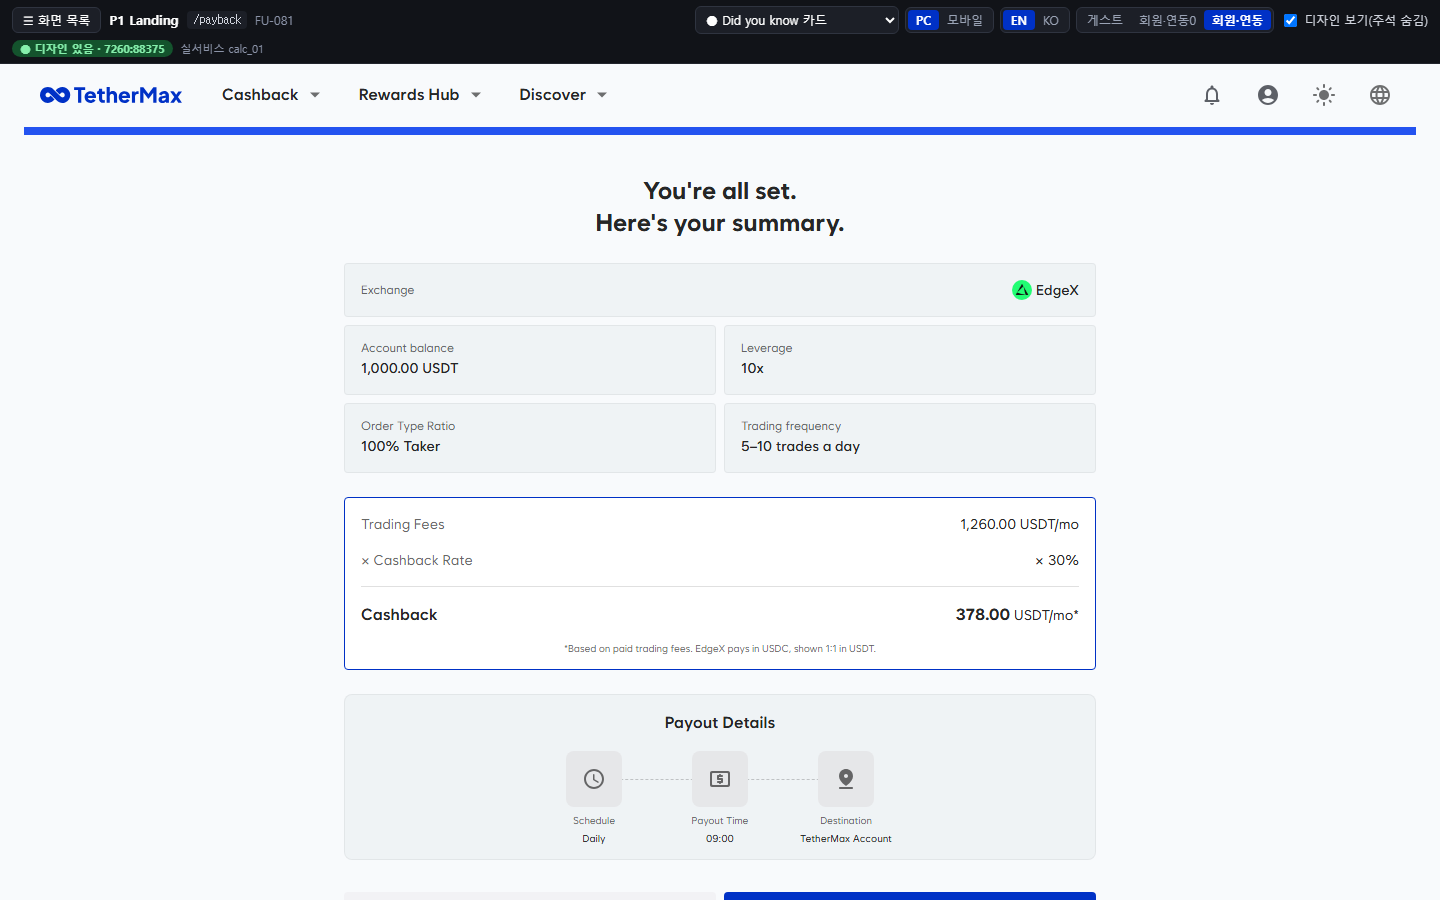 ☰ 화면 목록 P1 Landing /payback FU-081
● Did you know 카드 PC 모바일 EN KO 게스트 회원·연동0 회원·연동 디자인 보기(주석 숨김)
● 디자인 있음 · 7260:88375 실서비스 calc_01
TetherMax Cashback Rewards Hub Discover
You're all set.
Here's your summary.
Exchange EdgeX
Account balance
1,000.00 USDT
Leverage
10x
Order Type Ratio
100% Taker
Trading frequency
5–10 trades a day
Trading Fees 1,260.00 USDT/mo
× Cashback Rate × 30%
Cashback 378.00 USDT/mo*
*Based on paid trading fees. EdgeX pays in USDC, shown 1:1 in USDT.
Payout Details
Schedule
Daily
Payout Time
09:00
Destination
TetherMax Account